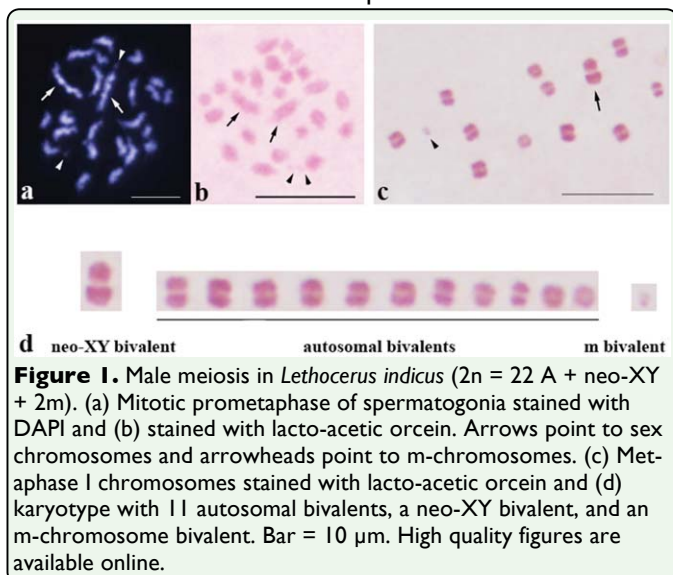 a
b
c
d neo-XY bivalent autosomal bivalents m bivalent
Figure 1. Male meiosis in Lethocerus indicus (2n = 22 A + neo-XY
+ 2m). (a) Mitotic prometaphase of spermatogonia stained with
DAPI and (b) stained with lacto-acetic orcein. Arrows point to sex
chromosomes and arrowheads point to m-chromosomes. (c) Met-
aphase I chromosomes stained with lacto-acetic orcein and (d)
karyotype with 11 autosomal bivalents, a neo-XY bivalent, and an
m-chromosome bivalent. Bar = 10 μm. High quality figures are
available online.